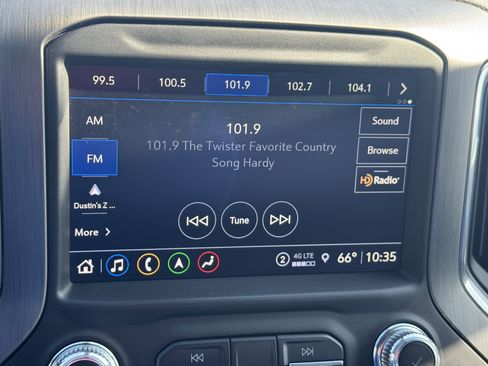 99.5 100.5 101.9 102.7 104.1
AM
FM
Dustin's Z ...
More
101.9
101.9 The Twister Favorite Country
Song Hardy
Tune
Sound
Browse
HD Radio
2 4G LTE 66° 10:35